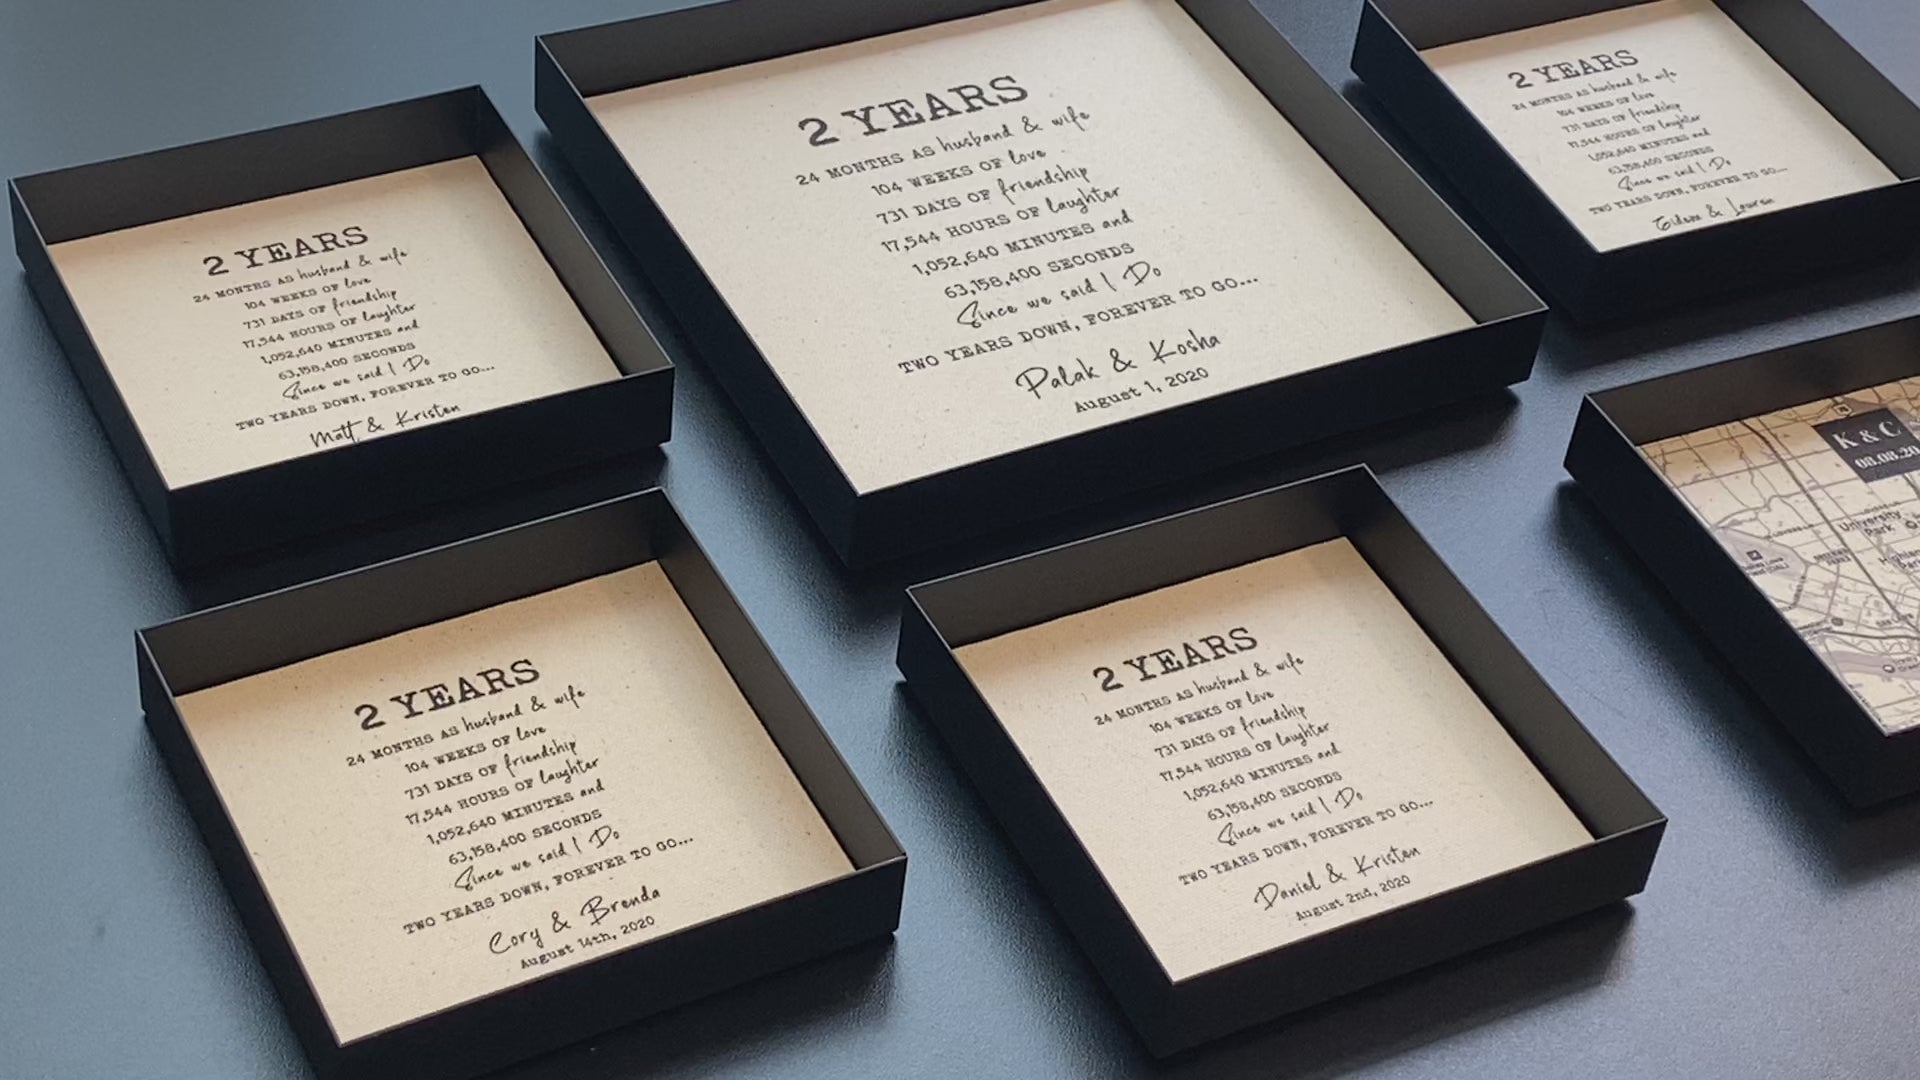 2 YEARS
24 MONTHS AS husband & wife
104 WEEKS OF love
731 DAYS OF friendship
17,544 HOURS OF laughter
1,052,640 MINUTES and
63,158,400 SECONDS
Since we said I Do
TWO YEARS DOWN, FOREVER TO GO...
Matt & Kristen
2 YEARS
24 MONTHS AS husband & wife
104 WEEKS OF love
731 DAYS OF friendship
17,544 HOURS OF laughter
1,052,640 MINUTES and
63,158,400 SECONDS
Since we said I Do
TWO YEARS DOWN, FOREVER TO GO...
Palak & Kosha
August 1, 2020
2 YEARS
24 MONTHS AS husband & wife
104 WEEKS OF love
731 DAYS OF friendship
17,544 HOURS OF laughter
1,052,640 MINUTES and
63,158,400 SECONDS
Since we said I Do
TWO YEARS DOWN, FOREVER TO GO...
& Lauren
2 YEARS
24 MONTHS AS husband & wife
104 WEEKS OF love
731 DAYS OF friendship
17,544 HOURS OF laughter
1,052,640 MINUTES and
63,158,400 SECONDS
Since we said I Do
TWO YEARS DOWN, FOREVER TO GO...
Cory & Brenda
August 14th, 2020
2 YEARS
24 MONTHS AS husband & wife
104 WEEKS OF love
731 DAYS OF friendship
17,544 HOURS OF laughter
1,052,640 MINUTES and
63,158,400 SECONDS
Since we said I Do
TWO YEARS DOWN, FOREVER TO GO...
Daniel & Kristen
August 2nd, 2020
K & C
08.08.20
University
Park